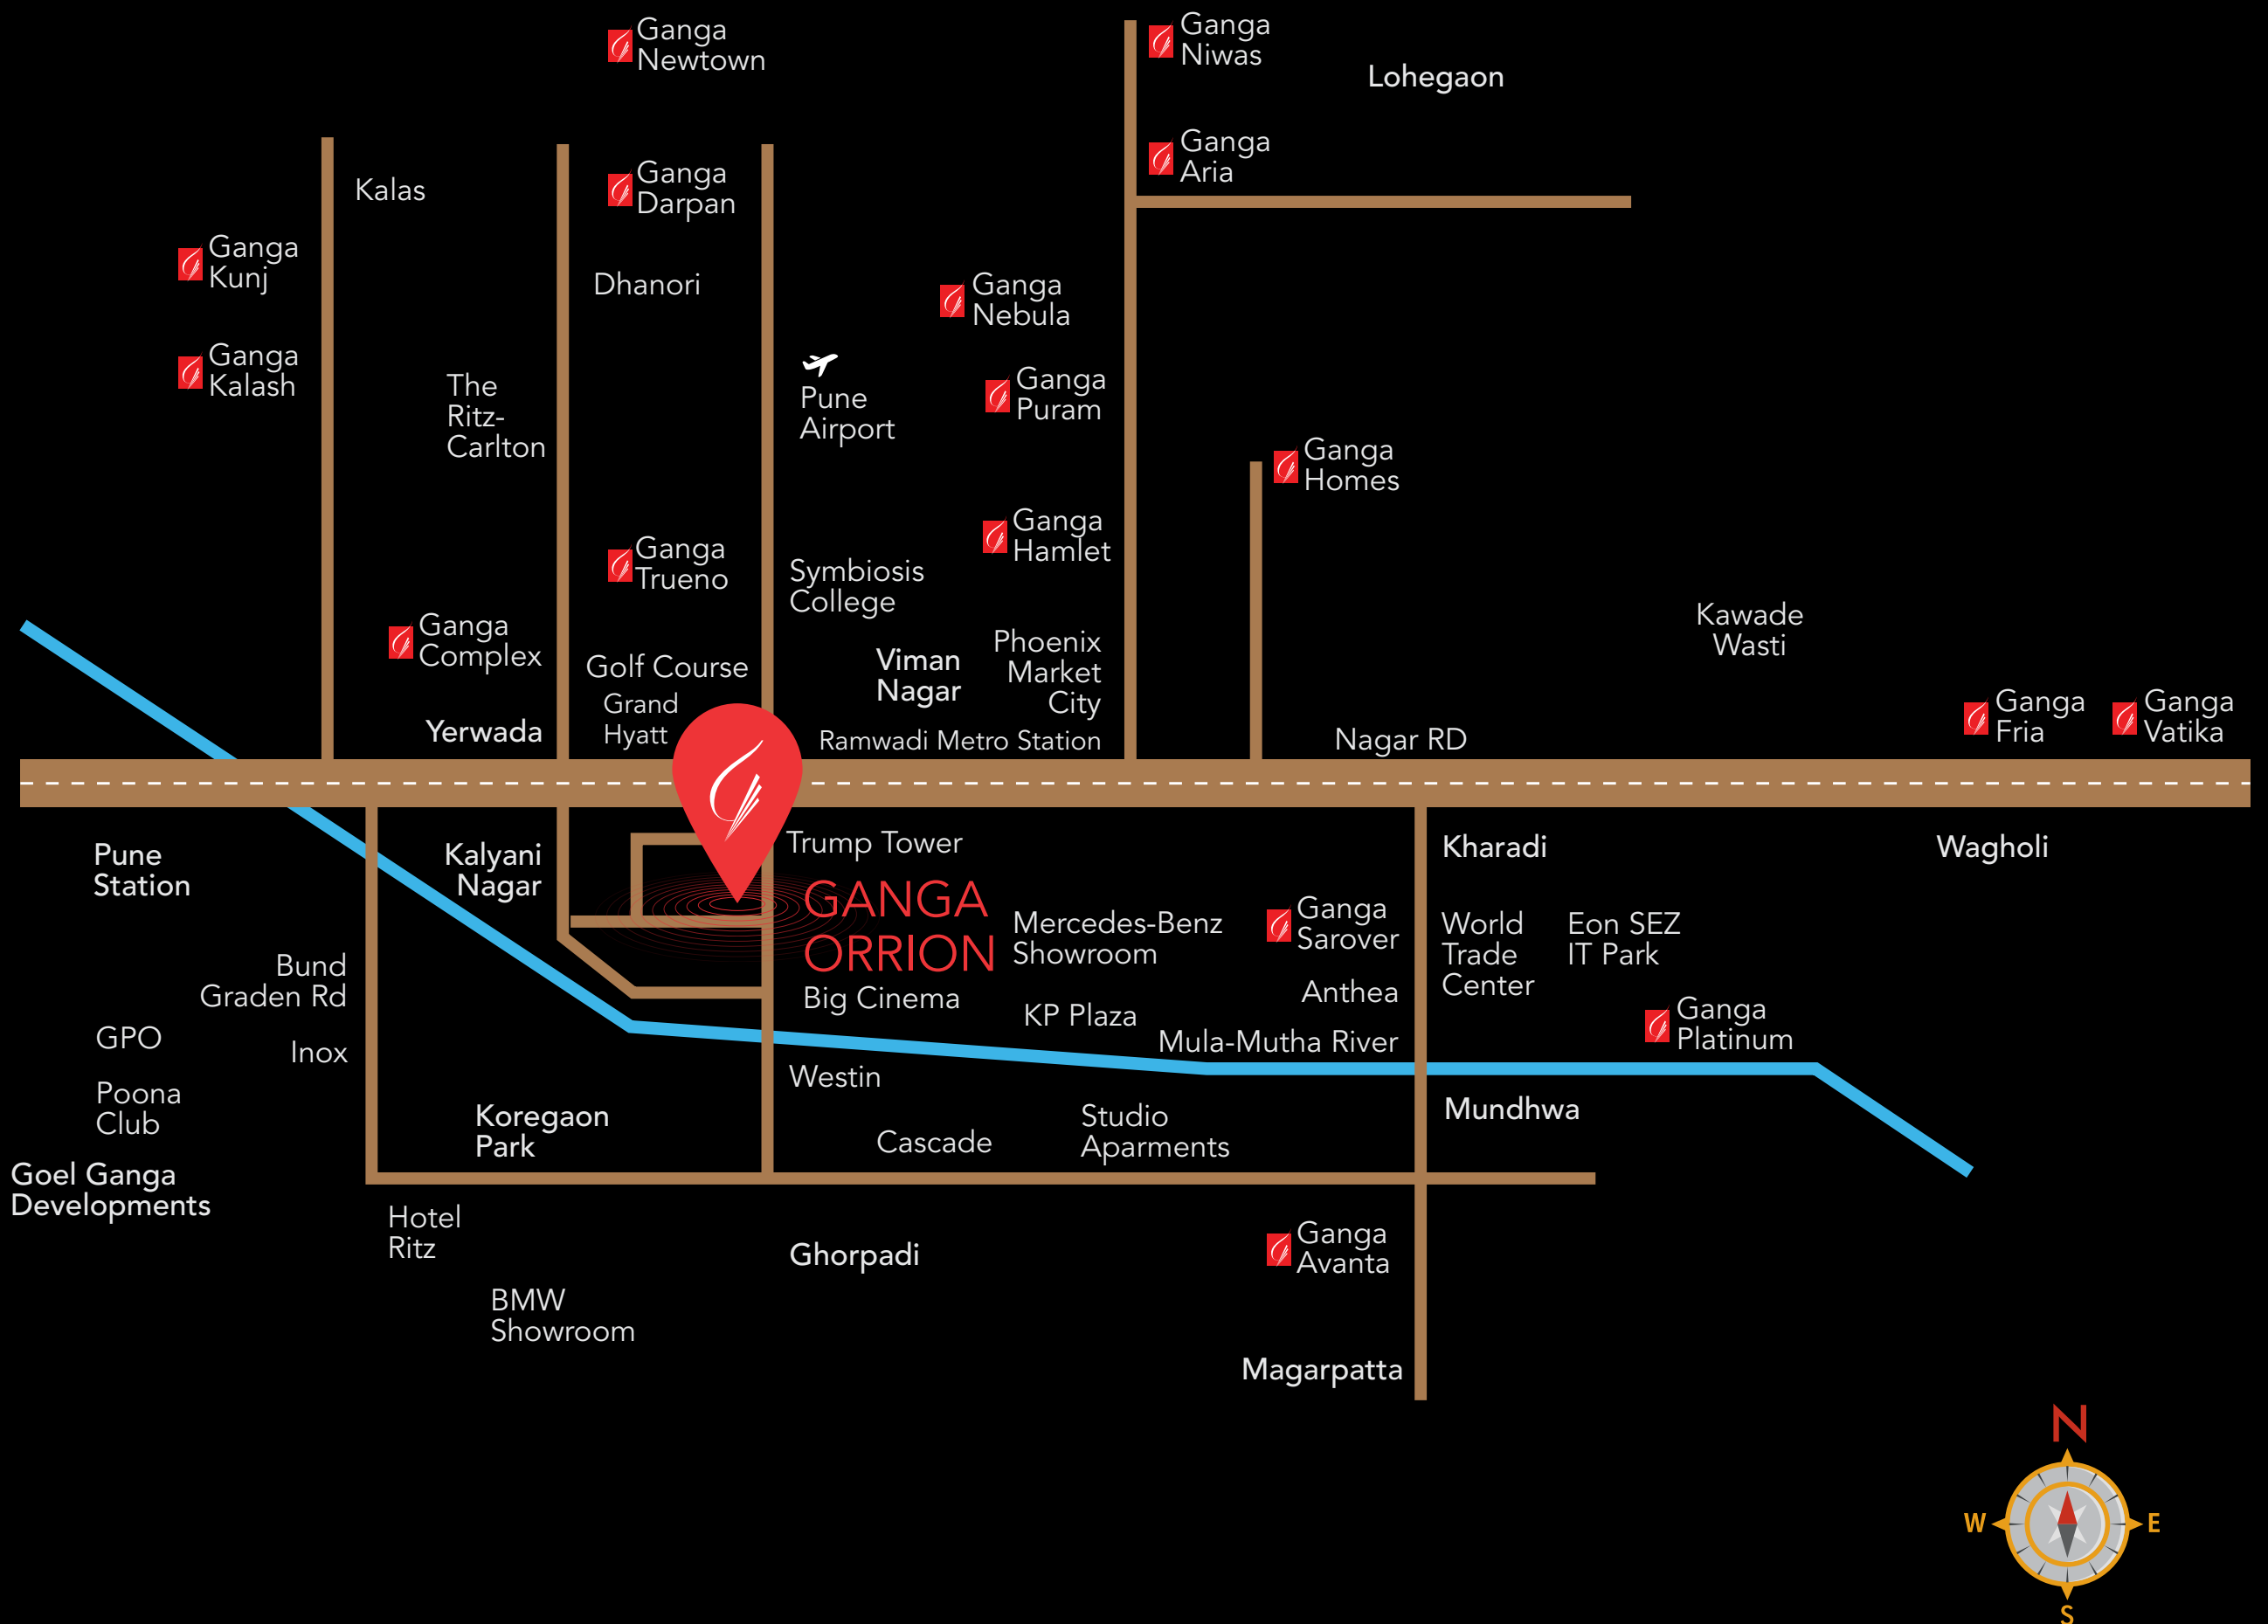 Ganga
Newtown
Ganga
Niwas
Lohegaon
Ganga
Aria
Kalas
Ganga
Darpan
Ganga
Kunj
Dhanori
Ganga
Nebula
Ganga
Kalash
The
Ritz-
Carlton
Pune
Airport
Ganga
Puram
Ganga
Homes
Ganga
Hamlet
Ganga
Trueno
Symbiosis
College
Ganga
Complex
Golf Course
Grand
Hyatt
Viman
Nagar
Phoenix
Market
City
Kawade
Wasti
Yerwada
Ramwadi Metro Station
Nagar RD
Ganga
Fria
Ganga
Vatika
Pune
Station
Kalyani
Nagar
Trump Tower
Kharadi
Wagholi
GANGA
ORRION
Mercedes-Benz
Showroom
Ganga
Sarover
World
Trade
Center
Eon SEZ
IT Park
Bund
Graden Rd
Big Cinema
KP Plaza
Anthea
Ganga
Platinum
GPO
Inox
Mula-Mutha River
Poona
Club
Westin
Koregaon
Park
Cascade
Studio
Aparments
Mundhwa
Goel Ganga
Developments
Hotel
Ritz
Ghorpadi
Ganga
Avanta
BMW
Showroom
Magarpatta
N
W
E
S